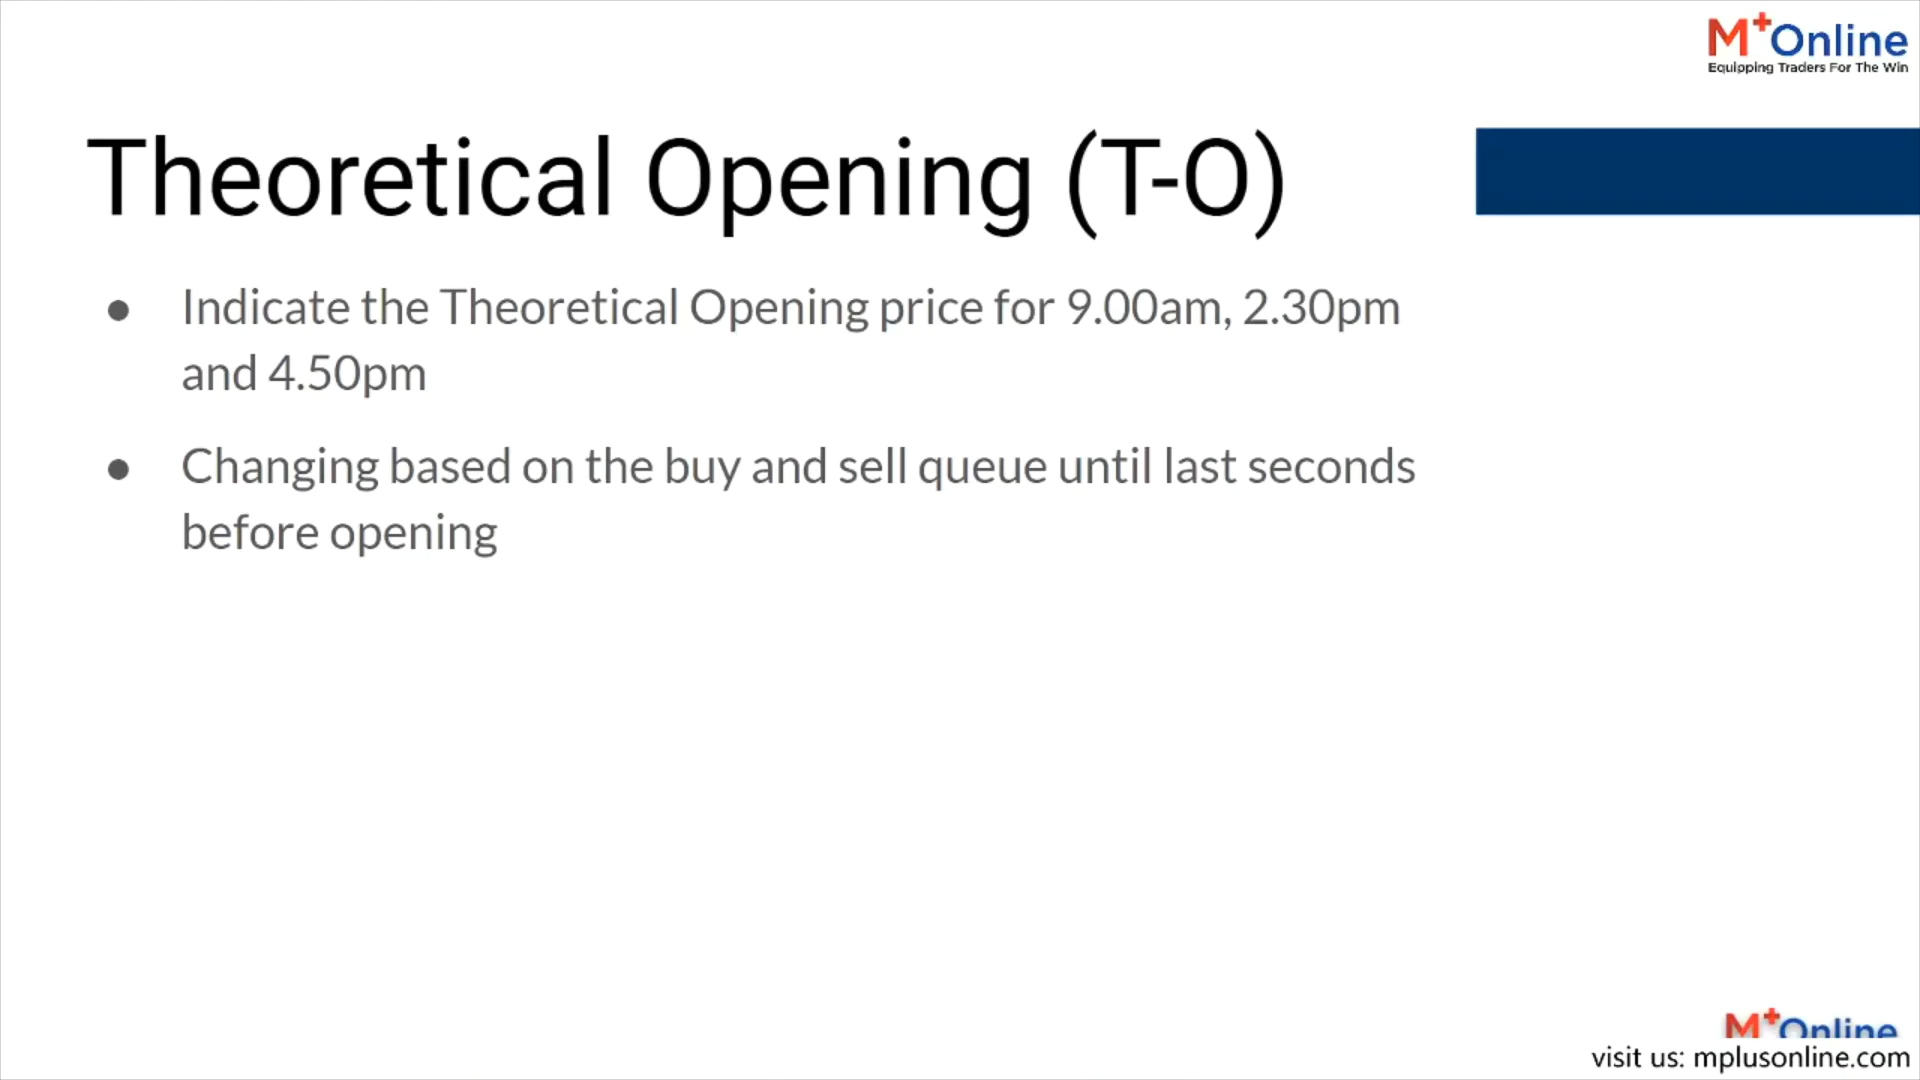 M+Online
Equipping Traders For The Win
Theoretical Opening (T-O)
● Indicate the Theoretical Opening price for 9.00am, 2.30pm
and 4.50pm
● Changing based on the buy and sell queue until last seconds
before opening
M+Online
visit us: mplusonline.com